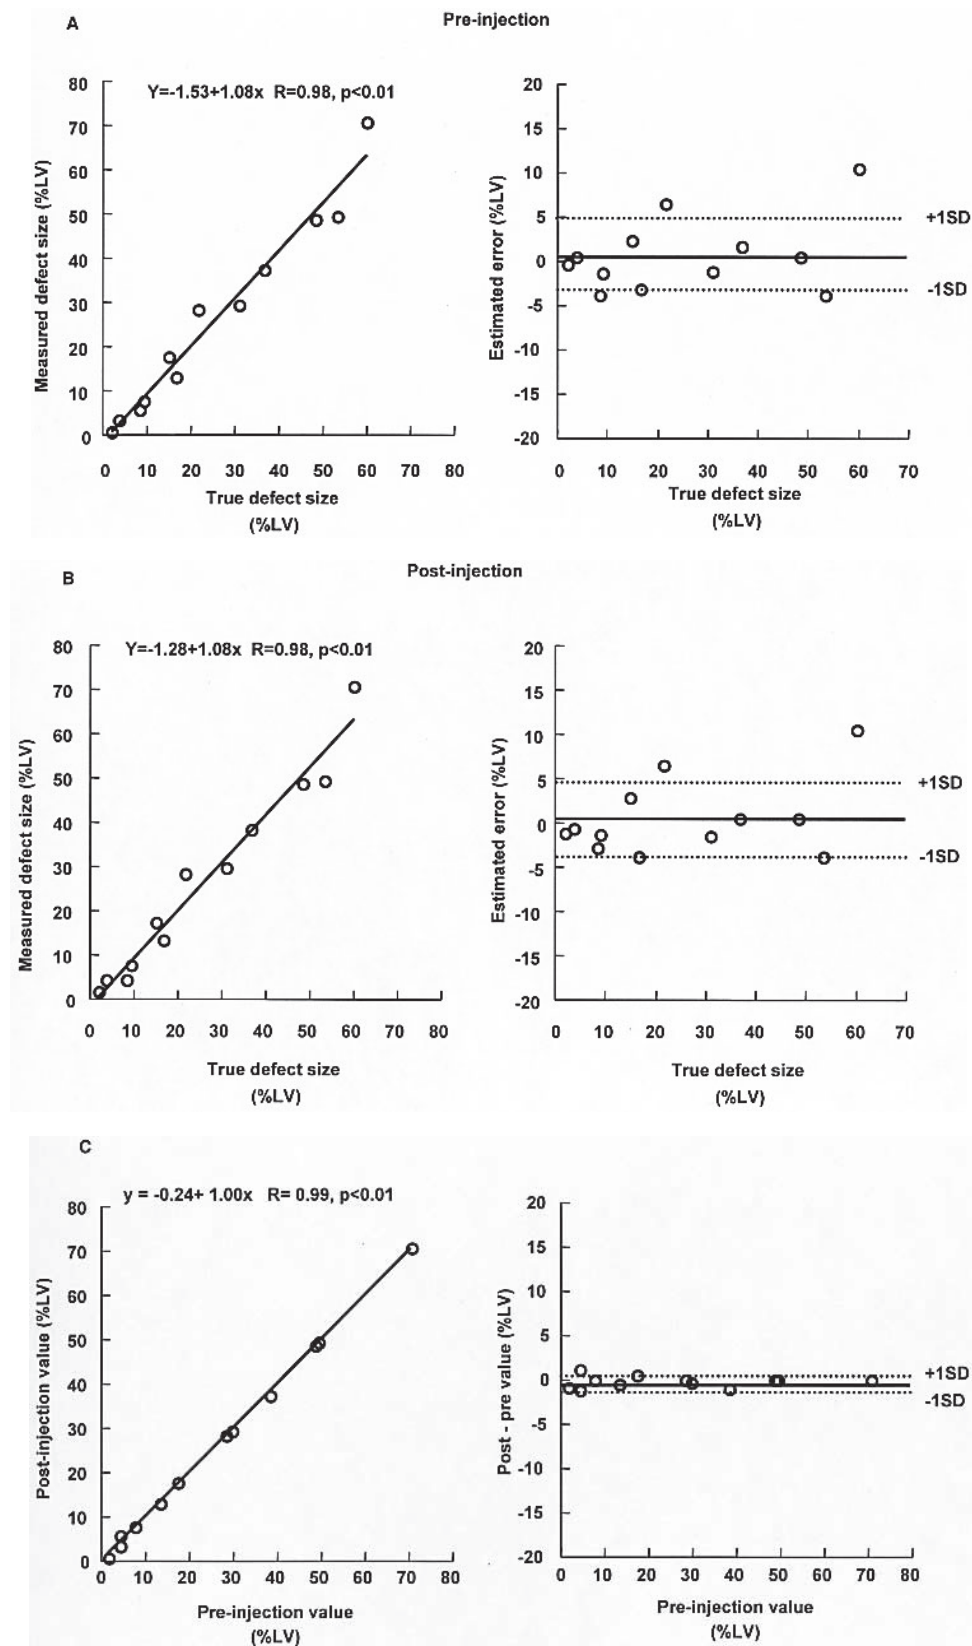 A
Pre-injection
Y=-1.53+1.08x R=0.98, p<0.01
Measured defect size (%LV)
80
70
60
50
40
30
20
10
0
0 10 20 30 40 50 60 70 80
True defect size
(%LV)
Estimated error (%LV)
20
15
10
5
0
-5
-10
-15
-20
+1SD
-1SD
0 10 20 30 40 50 60 70
True defect size
(%LV)
B
Post-injection
Y=-1.28+1.08x R=0.98, p<0.01
Measured defect size (%LV)
80
70
60
50
40
30
20
10
0
0 10 20 30 40 50 60 70 80
True defect size
(%LV)
Estimated error (%LV)
20
15
10
5
0
-5
-10
-15
-20
+1SD
-1SD
0 10 20 30 40 50 60 70
True defect size
(%LV)
C
y = -0.24+ 1.00x R= 0.99, p<0.01
Post-injection value (%LV)
80
70
60
50
40
30
20
10
0
0 10 20 30 40 50 60 70 80
Pre-injection value
(%LV)
Post - pre value (%LV)
20
15
10
5
0
-5
-10
-15
-20
+1SD
-1SD
0 10 20 30 40 50 60 70 80
Pre-injection value
(%LV)